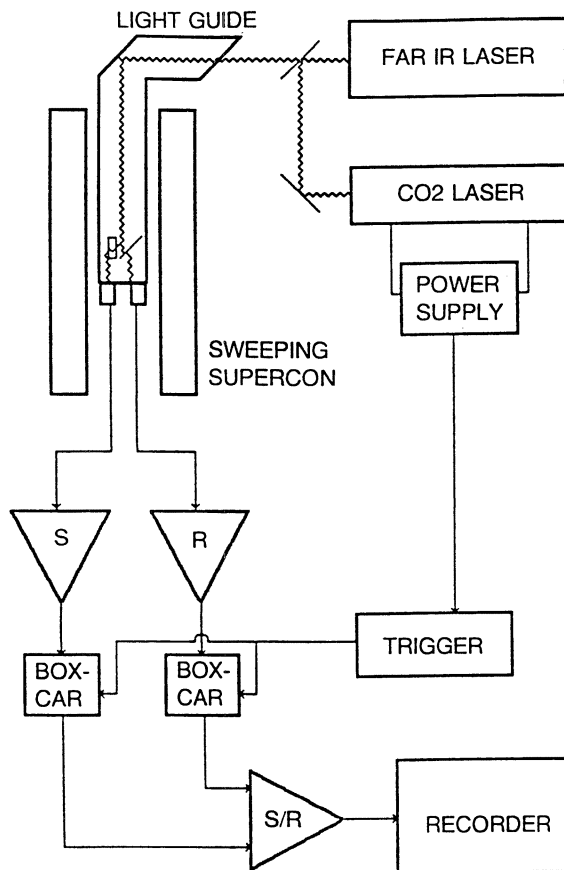 LIGHT GUIDE
FAR IR LASER
CO2 LASER
POWER
SUPPLY
SWEEPING
SUPERCON
S
R
TRIGGER
BOX-
CAR
BOX-
CAR
S/R
RECORDER